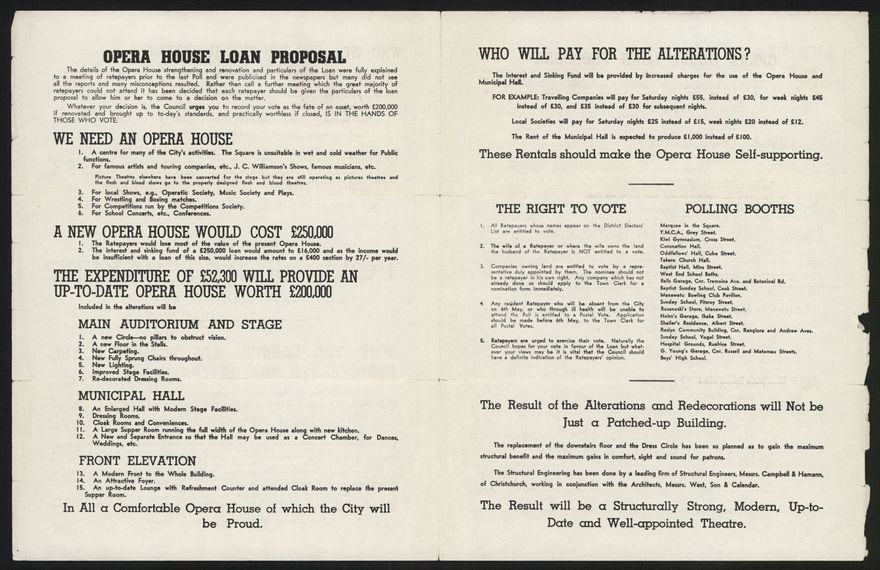 OPERA HOUSE LOAN PROPOSAL
The details of the Opera House strengthening and renovation and particulars of the Loan were fully explained
to a meeting of ratepayers prior to the last Poll and were publicised in the newspapers but many did not see
all the reports and many misconceptions resulted. Rather than call a further meeting which the great majority of
ratepayers could not attend it has been decided that each ratepayer should be given the particulars of the loan
proposal to allow him or her to come to a decision on the matter.
Whatever your decision is, the Council urges you to record your vote as the fate of an asset, worth £200,000
if renovated and brought up to to-day's standards, and practically worthless if closed, IS IN THE HANDS OF
THOSE WHO VOTE.
WE NEED AN OPERA HOUSE
1. A centre for many of the City's activities. The Square is unsuitable in wet and cold weather for Public
functions.
2. For famous artists and touring companies, etc., J. C. Williamson's Shows, famous musicians, etc.
Picture Theatres elsewhere have been converted for the stage but they are still operating as pictures theatres and
the flesh and blood shows go to the properly designed flesh and blood theatres.
3. For local Shows, e.g., Operatic Society, Music Society and Plays.
4. For Wrestling and Boxing matches.
5. For Competitions run by the Competitions Society.
6. For School Concerts, etc., Conferences.
A NEW OPERA HOUSE WOULD COST £250,000
1. The Ratepayers would lose most of the value of the present Opera House.
2. The interest and sinking fund of a £250,000 loan would amount to £16,000 and as the income would
be insufficient with a loan of this size, would increase the rates on a £400 section by 27/- per year.
THE EXPENDITURE OF £52,300 WILL PROVIDE AN
UP-TO-DATE OPERA HOUSE WORTH £200,000
Included in the alterations will be
MAIN AUDITORIUM AND STAGE
1. A new Circle—no pillars to obstruct vision.
2. A new Floor in the Stalls.
3. New Carpeting.
4. New Fully Sprung Chairs throughout.
5. New Lighting.
6. Improved Stage Facilities.
7. Re-decorated Dressing Rooms.
MUNICIPAL HALL
8. An Enlarged Hall with Modern Stage Facilities.
9. Dressing Rooms.
10. Cloak Rooms and Conveniences.
11. A Large Supper Room running the full width of the Opera House along with new kitchen.
12. A New and Separate Entrance so that the Hall may be used as a Concert Chamber, for Dances,
Weddings, etc.
FRONT ELEVATION
13. A Modern Front to the Whole Building.
14. An Attractive Foyer.
15. An up-to-date Lounge with Refreshment Counter and attended Cloak Room to replace the present
Supper Room.
In All a Comfortable Opera House of which the City will
be Proud.
WHO WILL PAY FOR THE ALTERATIONS?
The Interest and Sinking Fund will be provided by increased charges for the use of the Opera House and
Municipal Hall.
FOR EXAMPLE: Travelling Companies will pay for Saturday nights £55, instead of £30, for week nights £45
instead of £30, and £35 instead of £30 for subsequent nights.
Local Societies will pay for Saturday nights £25 instead of £15, week nights £20 instead of £12.
The Rent of the Municipal Hall is expected to produce £1,000 instead of £100.
These Rentals should make the Opera House Self-supporting.
THE RIGHT TO VOTE
1. All Ratepayers whose names appear on the District Electors'
List are entitled to vote.
2. The wife of a Ratepayer or where the wife owns the land
the husband of the Ratepayer is NOT entitled to a vote.
3. Companies owning land are entitled to vote by a repre-
sentative duly appointed by them. The nominee should not
be a ratepayer in his own right. Any company which has not
already done so should apply to the Town Clerk for a
nomination form immediately.
4. Any resident Ratepayer who will be absent from the City
on 6th May, or who through ill health will be unable to
attend the Poll is entitled to a Postal Vote. Application
should be made before 6th May, to the Town Clerk for
all Postal Votes.
5. Ratepayers are urged to exercise their vote. Naturally the
Council hopes for your vote in favour of the Loan but what-
ever your views may be it is vital that the Council should
have a definite indication of the Ratepayers' opinion.
POLLING BOOTHS
Marquee in the Square.
Y.M.C.A., Grey Street.
Kiwi Gymnasium, Cross Street.
Coronation Hall.
Oddfellows' Hall, Cuba Street.
Takaro Church Hall.
Baptist Hall, Milne Street.
West End School Baths.
Bells Garage, Cnr. Tremaine Ave. and Botanical Rd.
Baptist Sunday School, Cook Street.
Manawatu Bowling Club Pavilion.
Sunday School, Fitzroy Street.
Rosenoski's Store, Manawatu Street.
Naim's Garage, Ihaka Street.
Shailer's Residence, Albert Street.
Roslyn Community Building, Cnr. Rangiora and Andrew Aves.
Sunday School, Vogel Street.
Hospital Grounds, Ruahine Street.
G. Young's Garage, Cnr. Russell and Matamau Streets.
Boys' High School.
The Result of the Alterations and Redecorations will Not be
Just a Patched-up Building.
The replacement of the downstairs floor and the Dress Circle has been so planned as to gain the maximum
structural benefit and the maximum gains in comfort, sight and sound for patrons.
The Structural Engineering has been done by a leading firm of Structural Engineers, Messrs. Campbell & Hamann,
of Christchurch, working in conjunction with the Architects, Messrs. West, Son & Calendar.
The Result will be a Structurally Strong, Modern, Up-to-
Date and Well-appointed Theatre.